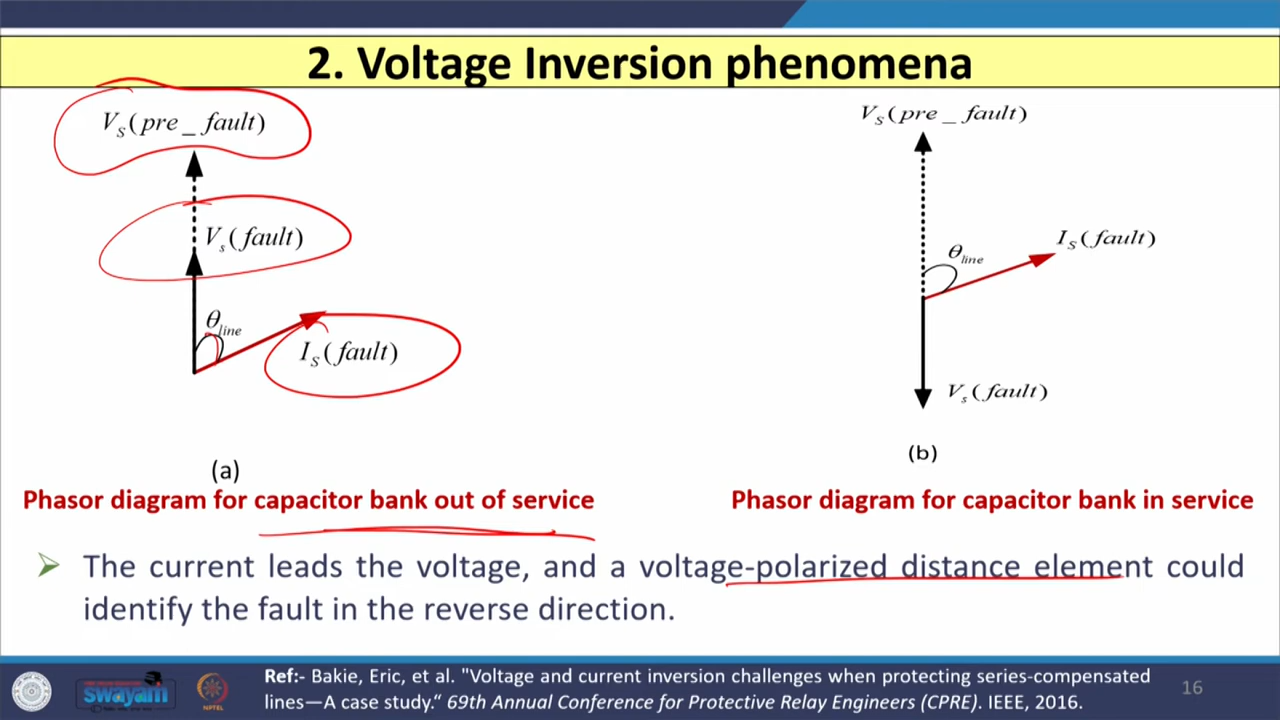 2. Voltage Inversion phenomena
V_S(pre_fault)
V_s(fault)
θ_line
I_S(fault)
(a)
Phasor diagram for capacitor bank out of service
V_S(pre_fault)
I_S(fault)
θ_line
V_s(fault)
(b)
Phasor diagram for capacitor bank in service
The current leads the voltage, and a voltage-polarized distance element could
identify the fault in the reverse direction.
Ref:- Bakie, Eric, et al. "Voltage and current inversion challenges when protecting series-compensated
lines—A case study.“ 69th Annual Conference for Protective Relay Engineers (CPRE). IEEE, 2016.
16
swayam
NPTEL